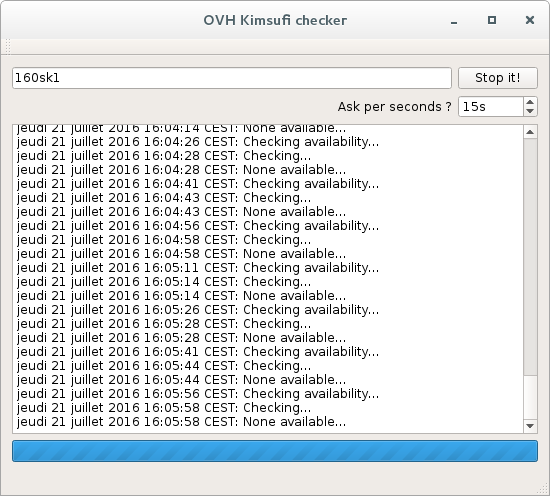 OVH Kimsufi checker
160sk1
Stop it!
Ask per seconds ?
15s
jeudi 21 juillet 2016 16:04:14 CEST: None available...
jeudi 21 juillet 2016 16:04:26 CEST: Checking availability...
jeudi 21 juillet 2016 16:04:28 CEST: Checking...
jeudi 21 juillet 2016 16:04:28 CEST: None available...
jeudi 21 juillet 2016 16:04:41 CEST: Checking availability...
jeudi 21 juillet 2016 16:04:43 CEST: Checking...
jeudi 21 juillet 2016 16:04:43 CEST: None available...
jeudi 21 juillet 2016 16:04:56 CEST: Checking availability...
jeudi 21 juillet 2016 16:04:58 CEST: Checking...
jeudi 21 juillet 2016 16:04:58 CEST: None available...
jeudi 21 juillet 2016 16:05:11 CEST: Checking availability...
jeudi 21 juillet 2016 16:05:14 CEST: Checking...
jeudi 21 juillet 2016 16:05:14 CEST: None available...
jeudi 21 juillet 2016 16:05:26 CEST: Checking availability...
jeudi 21 juillet 2016 16:05:28 CEST: Checking...
jeudi 21 juillet 2016 16:05:28 CEST: None available...
jeudi 21 juillet 2016 16:05:41 CEST: Checking availability...
jeudi 21 juillet 2016 16:05:44 CEST: Checking...
jeudi 21 juillet 2016 16:05:44 CEST: None available...
jeudi 21 juillet 2016 16:05:56 CEST: Checking availability...
jeudi 21 juillet 2016 16:05:58 CEST: Checking...
jeudi 21 juillet 2016 16:05:58 CEST: None available...